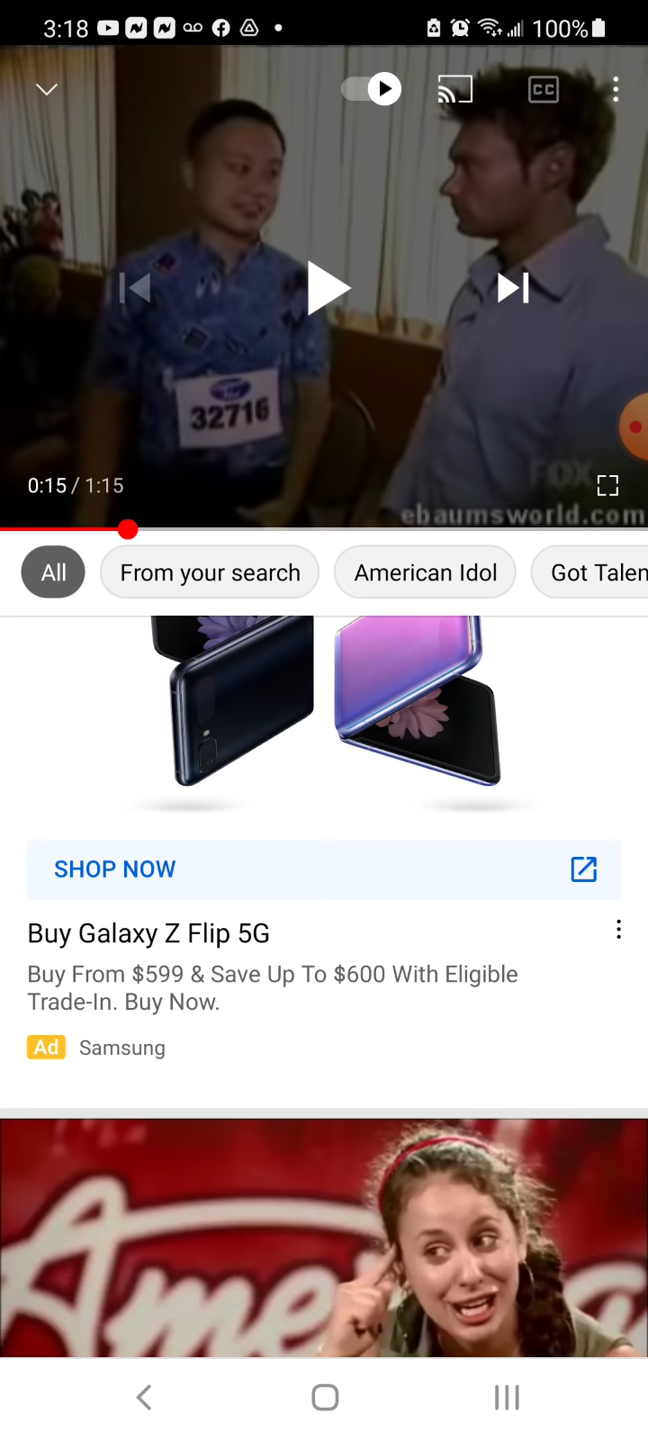 3:18
100%
CC
32716
FOX
0:15 / 1:15
ebaumsworld.com
All
From your search
American Idol
Got Talen
SHOP NOW
Buy Galaxy Z Flip 5G
Buy From $599 & Save Up To $600 With Eligible
Trade-In. Buy Now.
Ad Samsung
Ame